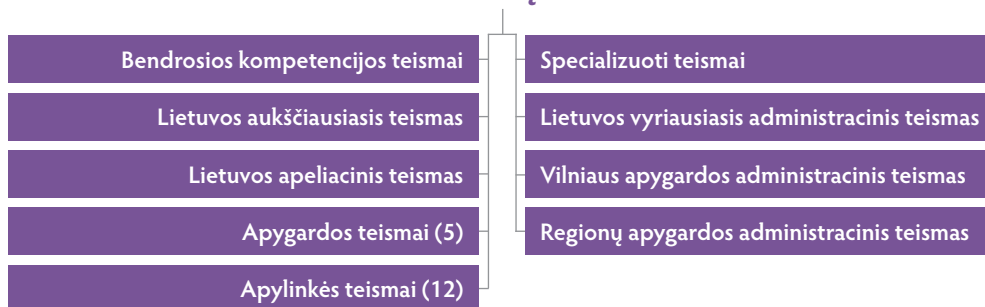 Bendrosios kompetencijos teismai
Lietuvos aukščiausiasis teismas
Lietuvos apeliacinis teismas
Apygardos teismai (5)
Apylinkės teismai (12)
Specializuoti teismai
Lietuvos vyriausiasis administracinis teismas
Vilniaus apygardos administracinis teismas
Regionų apygardos administracinis teismas